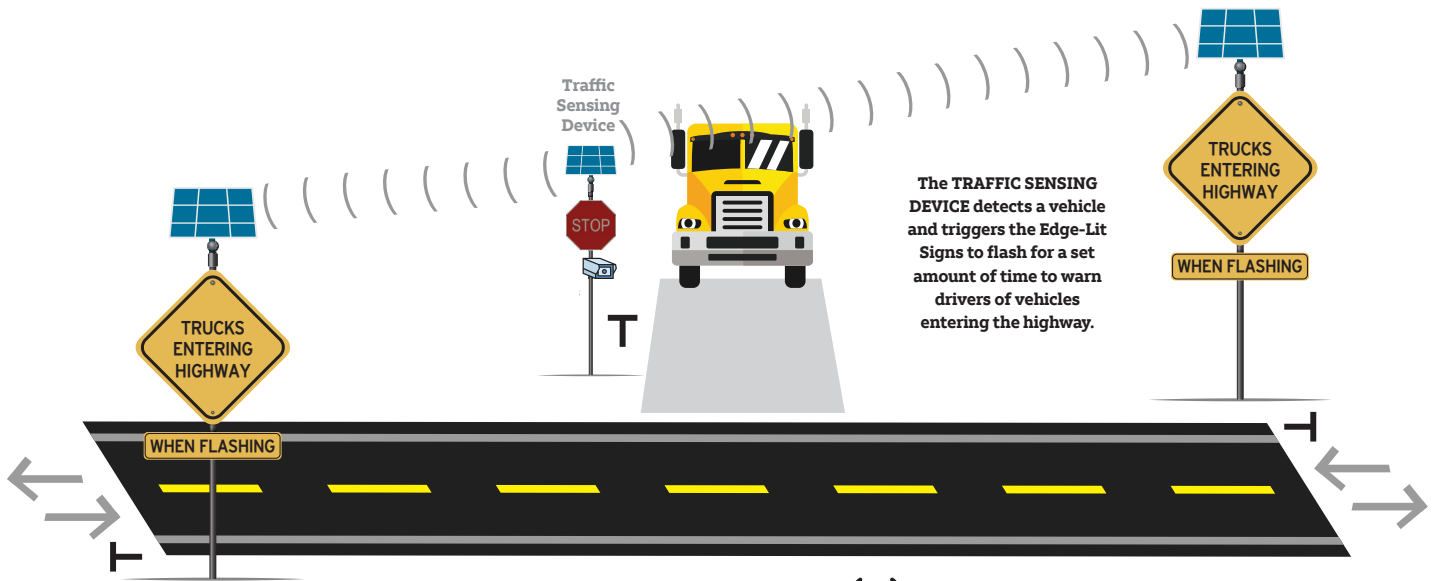 Traffic
Sensing
Device
STOP
TRUCKS
ENTERING
HIGHWAY
WHEN FLASHING
The TRAFFIC SENSING
DEVICE detects a vehicle
and triggers the Edge-Lit
Signs to flash for a set
amount of time to warn
drivers of vehicles
entering the highway.
TRUCKS
ENTERING
HIGHWAY
WHEN FLASHING